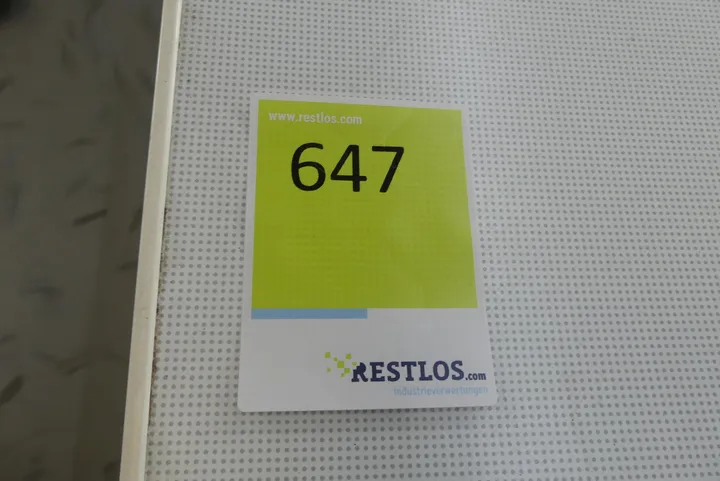 www.restlos.com
647
RESTLOS.com
industrieverwertungen